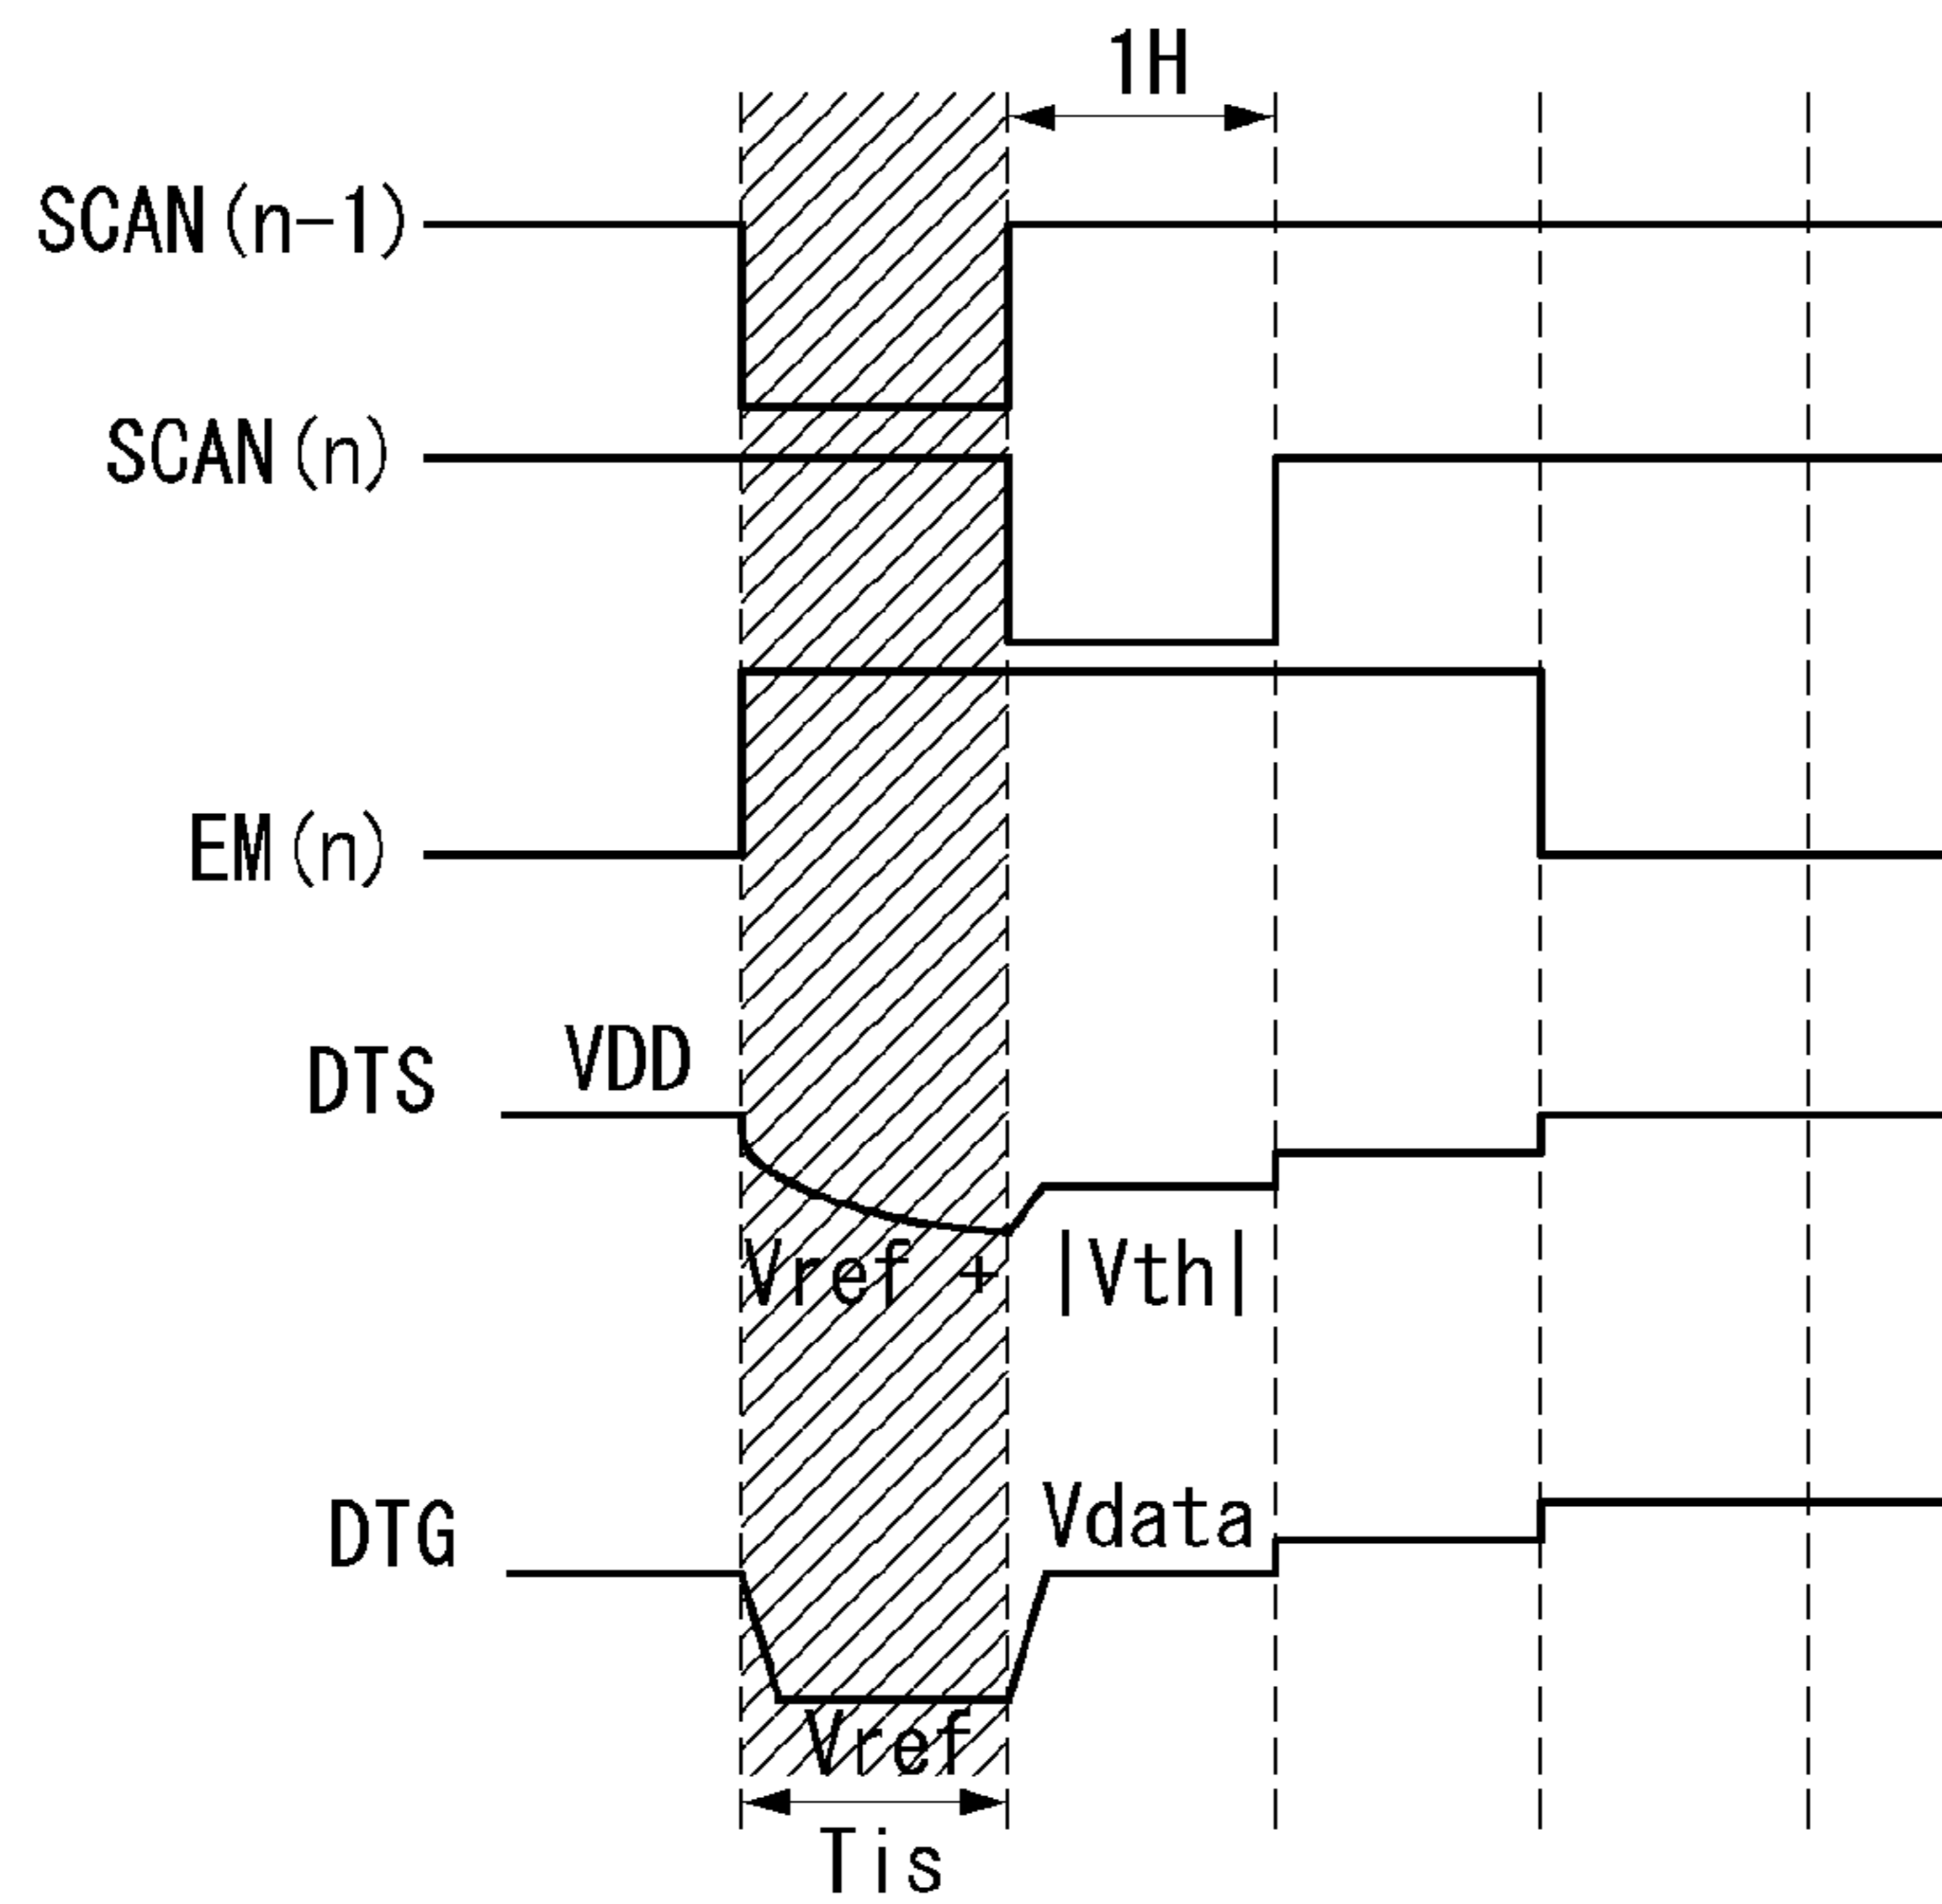 1H
SCAN(n-1)
SCAN(n)
EM(n)
VDD
DTS
Vref + |Vth|
Vdata
DTG
Vref
Tis